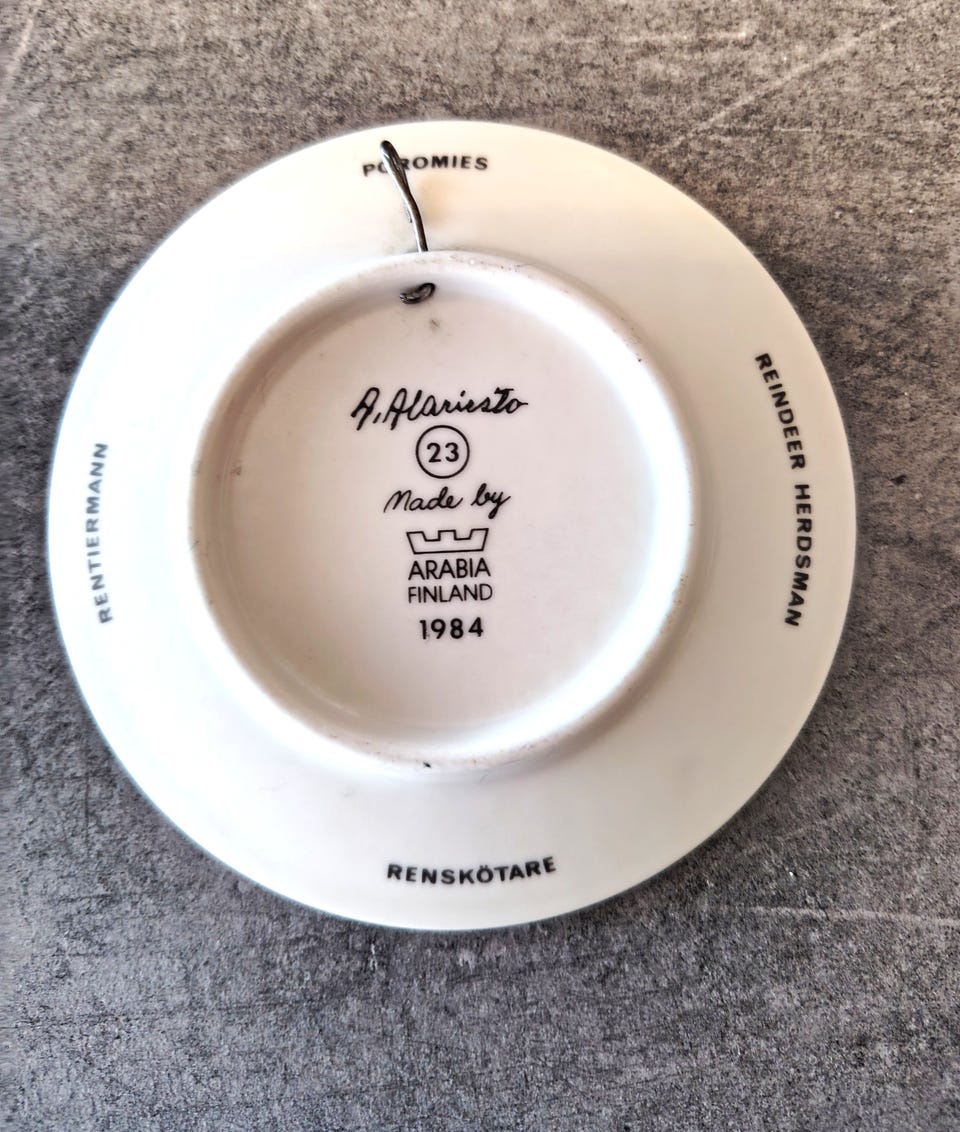 POROMIES
REINDEER HERDSMAN
RENSKÖTARE
RENTIERMANN
A. Alariesto
23
Made by
ARABIA
FINLAND
1984